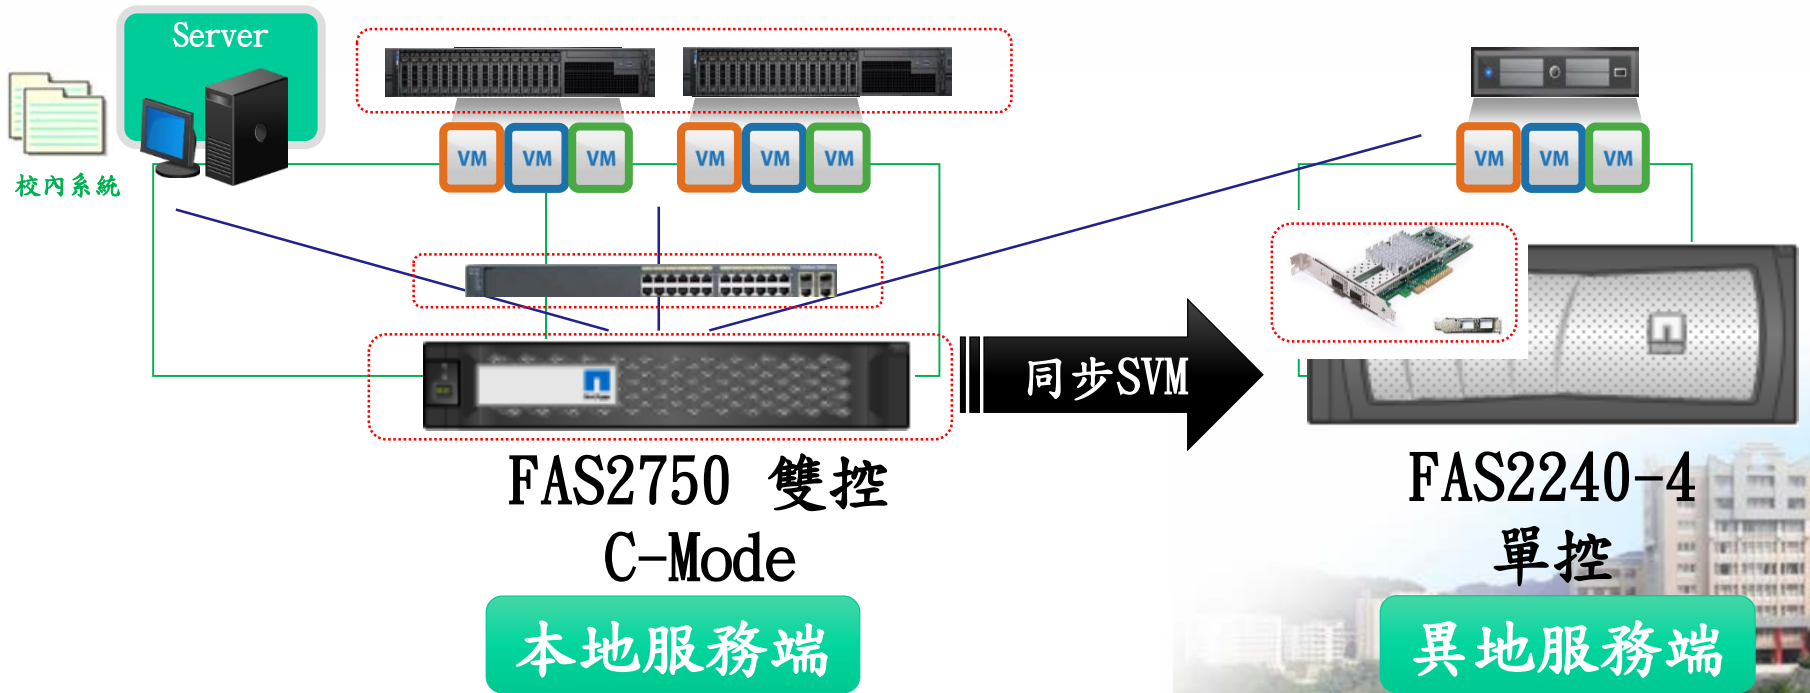 Server
校內系統
VM VM VM VM VM VM
VM VM VM
同步SVM
FAS2750 雙控
C-Mode
本地服務端
FAS2240-4
單控
異地服務端